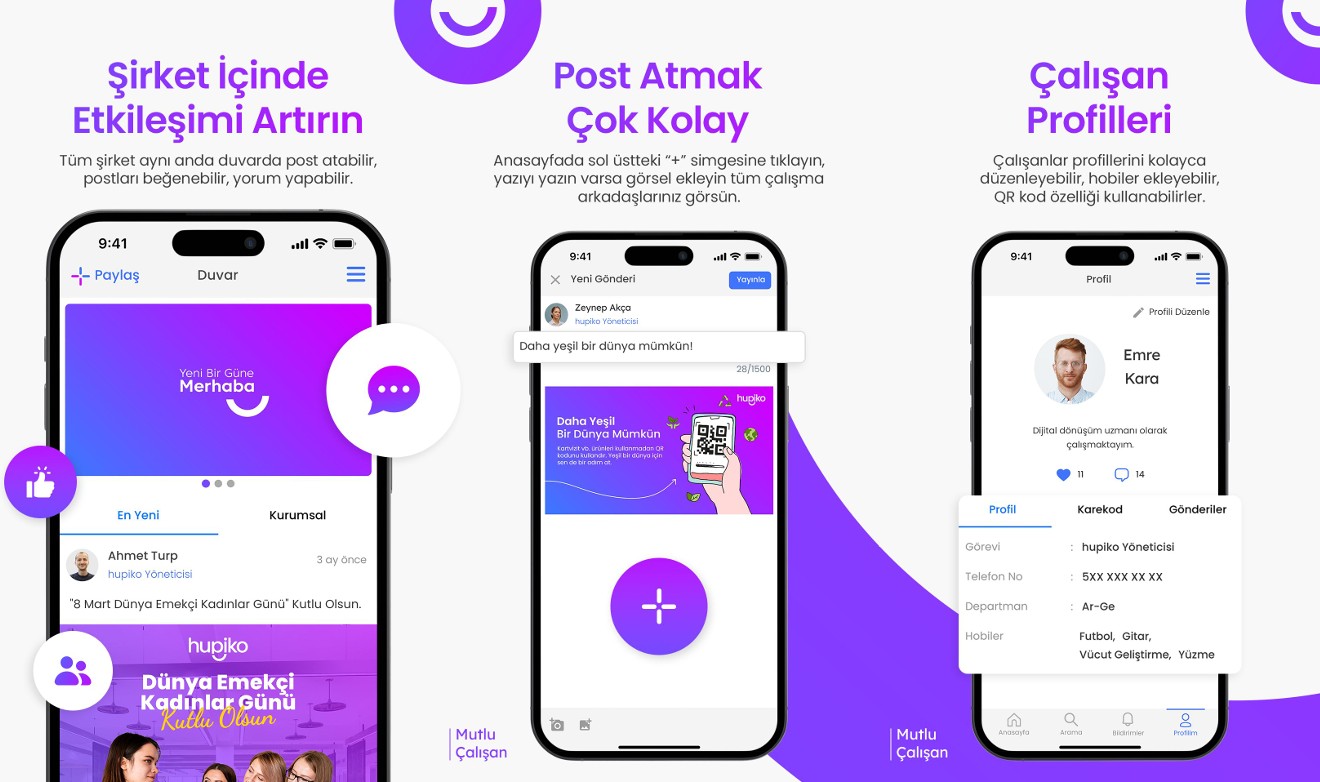 Şirket İçinde
Etkileşimi Artırın
Tüm şirket aynı anda duvarda post atabilir,
postları beğenebilir, yorum yapabilir.
9:41
Paylaş
Duvar
Yeni Bir Güne
Merhaba
En Yeni
Kurumsal
Ahmet Turp
hupiko Yöneticisi
3 ay önce
"8 Mart Dünya Emekçi Kadınlar Günü" Kutlu Olsun.
hupiko
Dünya Emekçi
Kadınlar Günü
Kutlu Olsun
Post Atmak
Çok Kolay
Anasayfada sol üstteki “+” simgesine tıklayın,
yazıyı yazın varsa görsel ekleyin tüm çalışma
arkadaşlarınız görsün.
9:41
Yeni Gönderi
Yayınla
Zeynep Akça
hupiko Yöneticisi
Daha yeşil bir dünya mümkün!
28/1500
hupiko
Daha Yeşil
Bir Dünya Mümkün
Kartvizit vb. ürünleri kullanmadan QR
kodunu kullandır. Yeşil bir dünya için
sen de bir adım at.
Mutlu
Çalışan
Çalışan
Profilleri
Çalışanlar profillerini kolayca
düzenleyebilir, hobiler ekleyebilir,
QR kod özelliği kullanabilirler.
9:41
Profil
Profili Düzenle
Emre
Kara
Dijital dönüşüm uzmanı olarak
çalışmaktayım.
11
14
Profil
Karekod
Gönderiler
Görevi : hupiko Yöneticisi
Telefon No : 5XX XXX XX XX
Departman : Ar-Ge
Hobiler Futbol, Gitar,
Vücut Geliştirme, Yüzme
Anasayfa
Arama
Bildirimler
Profilim
Mutlu
Çalışan